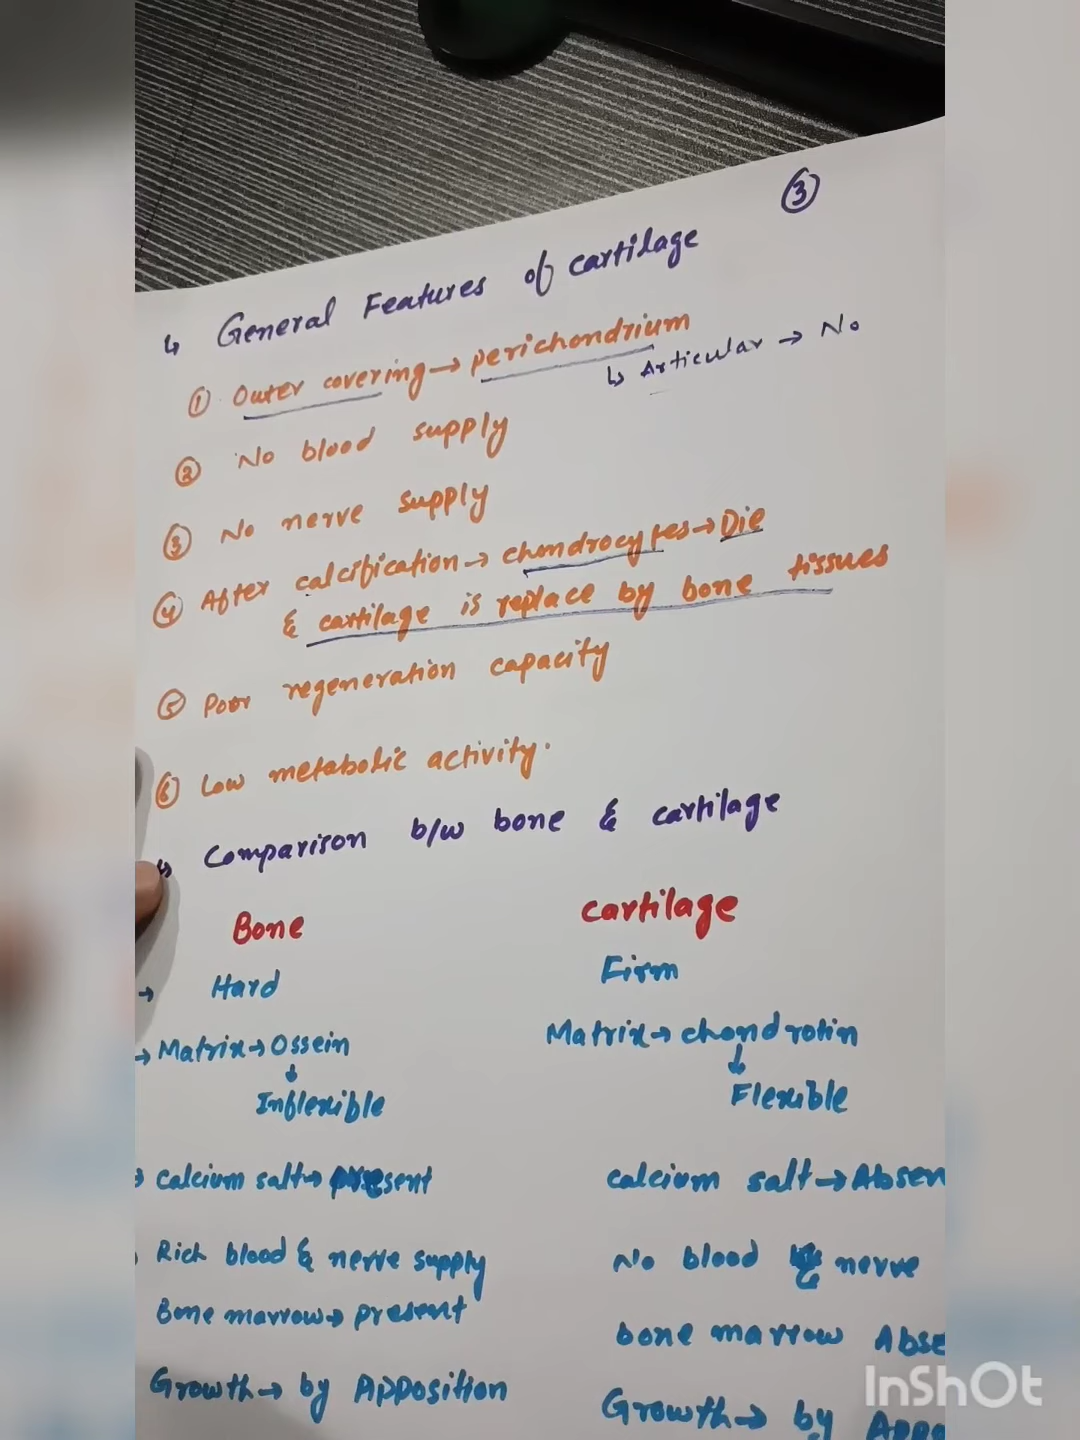 ③
↳ General Features of cartilage
① Outer covering → perichondrium
↳ Articular → No
② No blood supply
③ No nerve supply
④ After calcification → chondrocytes → Die
& cartilage is replace by bone tissues
⑤ Poor regeneration capacity
⑥ Low metabolic activity.
↳ Comparison b/w bone & cartilage
Bone Cartilage
→ Hard Firm
→ Matrix → Ossein Matrix → chondrotin
↓ ↓
Inflexible Flexible
calcium salt → present calcium salt → Absen
Rich blood & nerve supply No blood & nerve
Bone marrow → present bone marrow Abse
Growth → by Apposition Growth → by Appo
InShOt